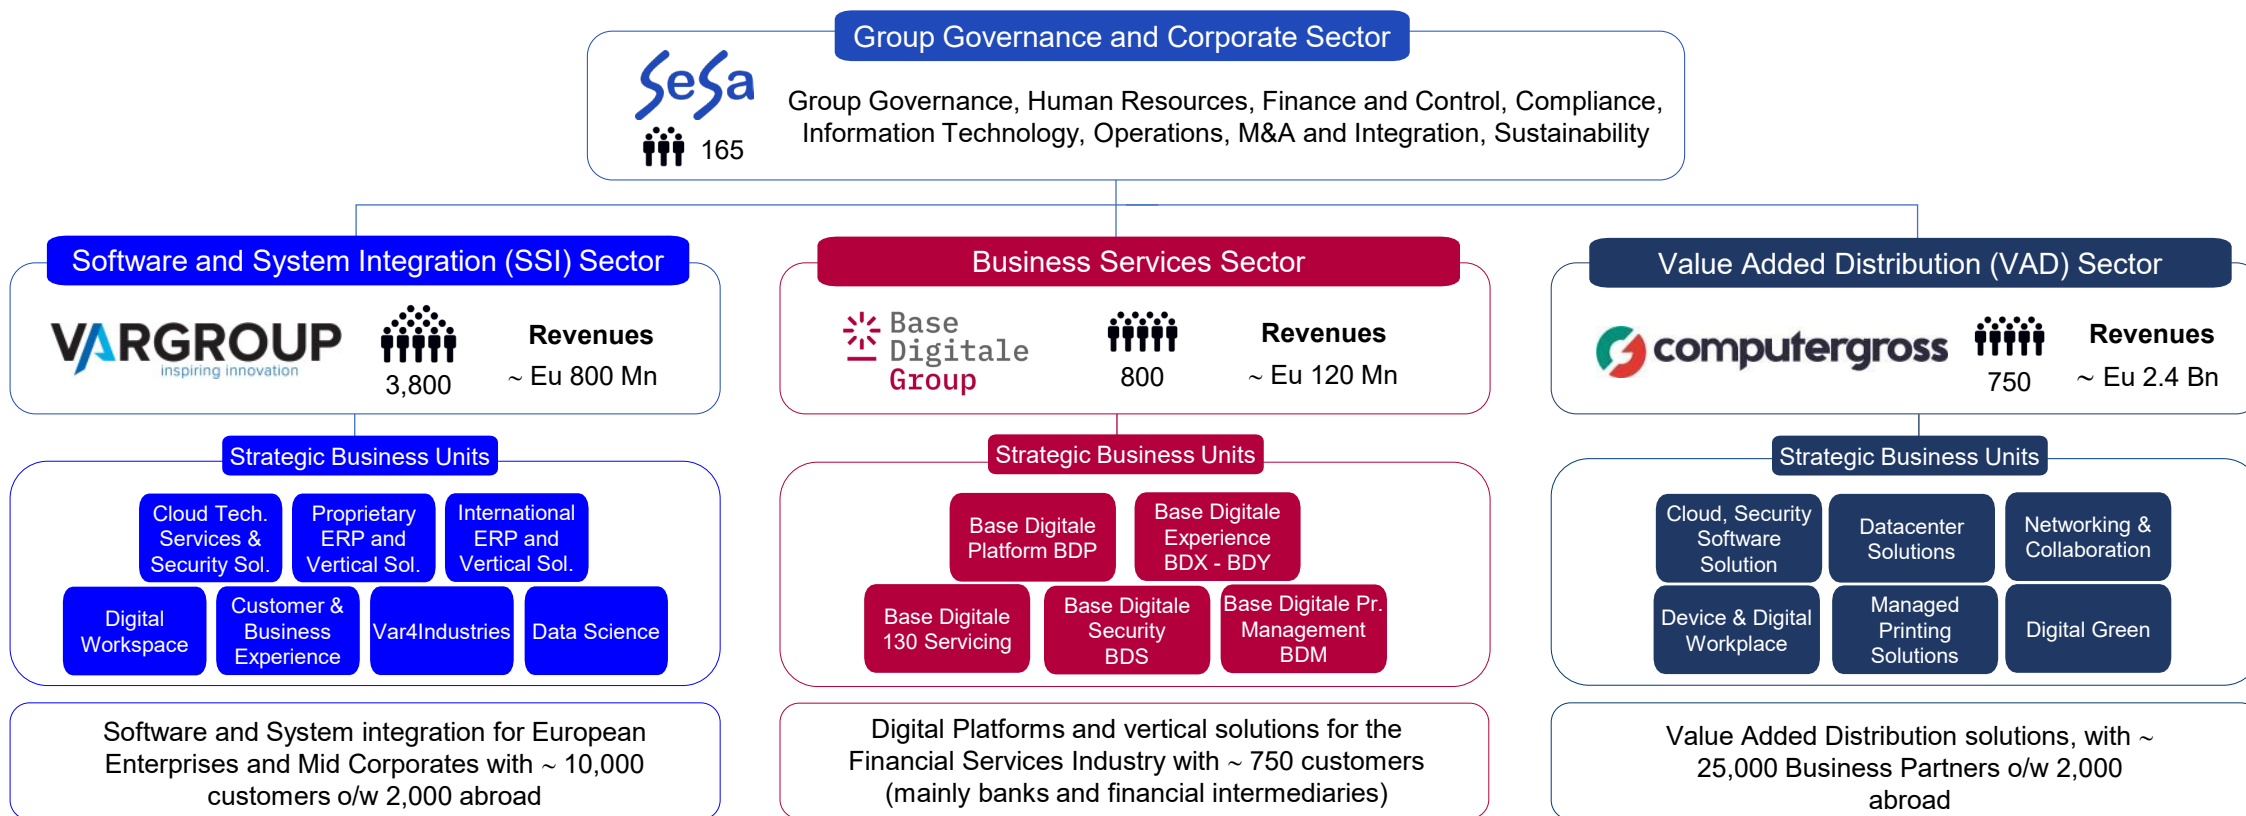 Group Governance and Corporate Sector
SeSa
165
Group Governance, Human Resources, Finance and Control, Compliance,
Information Technology, Operations, M&A and Integration, Sustainability
Software and System Integration (SSI) Sector
VARGROUP
inspiring innovation
3,800
Revenues
~ Eu 800 Mn
Strategic Business Units
Cloud Tech.
Services &
Security Sol.
Proprietary
ERP and
Vertical Sol.
International
ERP and
Vertical Sol.
Digital
Workspace
Customer &
Business
Experience
Var4Industries
Data Science
Software and System integration for European
Enterprises and Mid Corporates with ~ 10,000
customers o/w 2,000 abroad
Business Services Sector
Base
Digitale
Group
800
Revenues
~ Eu 120 Mn
Strategic Business Units
Base Digitale
Platform BDP
Base Digitale
Experience
BDX - BDY
Base Digitale
130 Servicing
Base Digitale
Security
BDS
Base Digitale Pr.
Management
BDM
Digital Platforms and vertical solutions for the
Financial Services Industry with ~ 750 customers
(mainly banks and financial intermediaries)
Value Added Distribution (VAD) Sector
computergross
750
Revenues
~ Eu 2.4 Bn
Strategic Business Units
Cloud, Security
Software
Solution
Datacenter
Solutions
Networking &
Collaboration
Device & Digital
Workplace
Managed
Printing
Solutions
Digital Green
Value Added Distribution solutions, with ~
25,000 Business Partners o/w 2,000
abroad